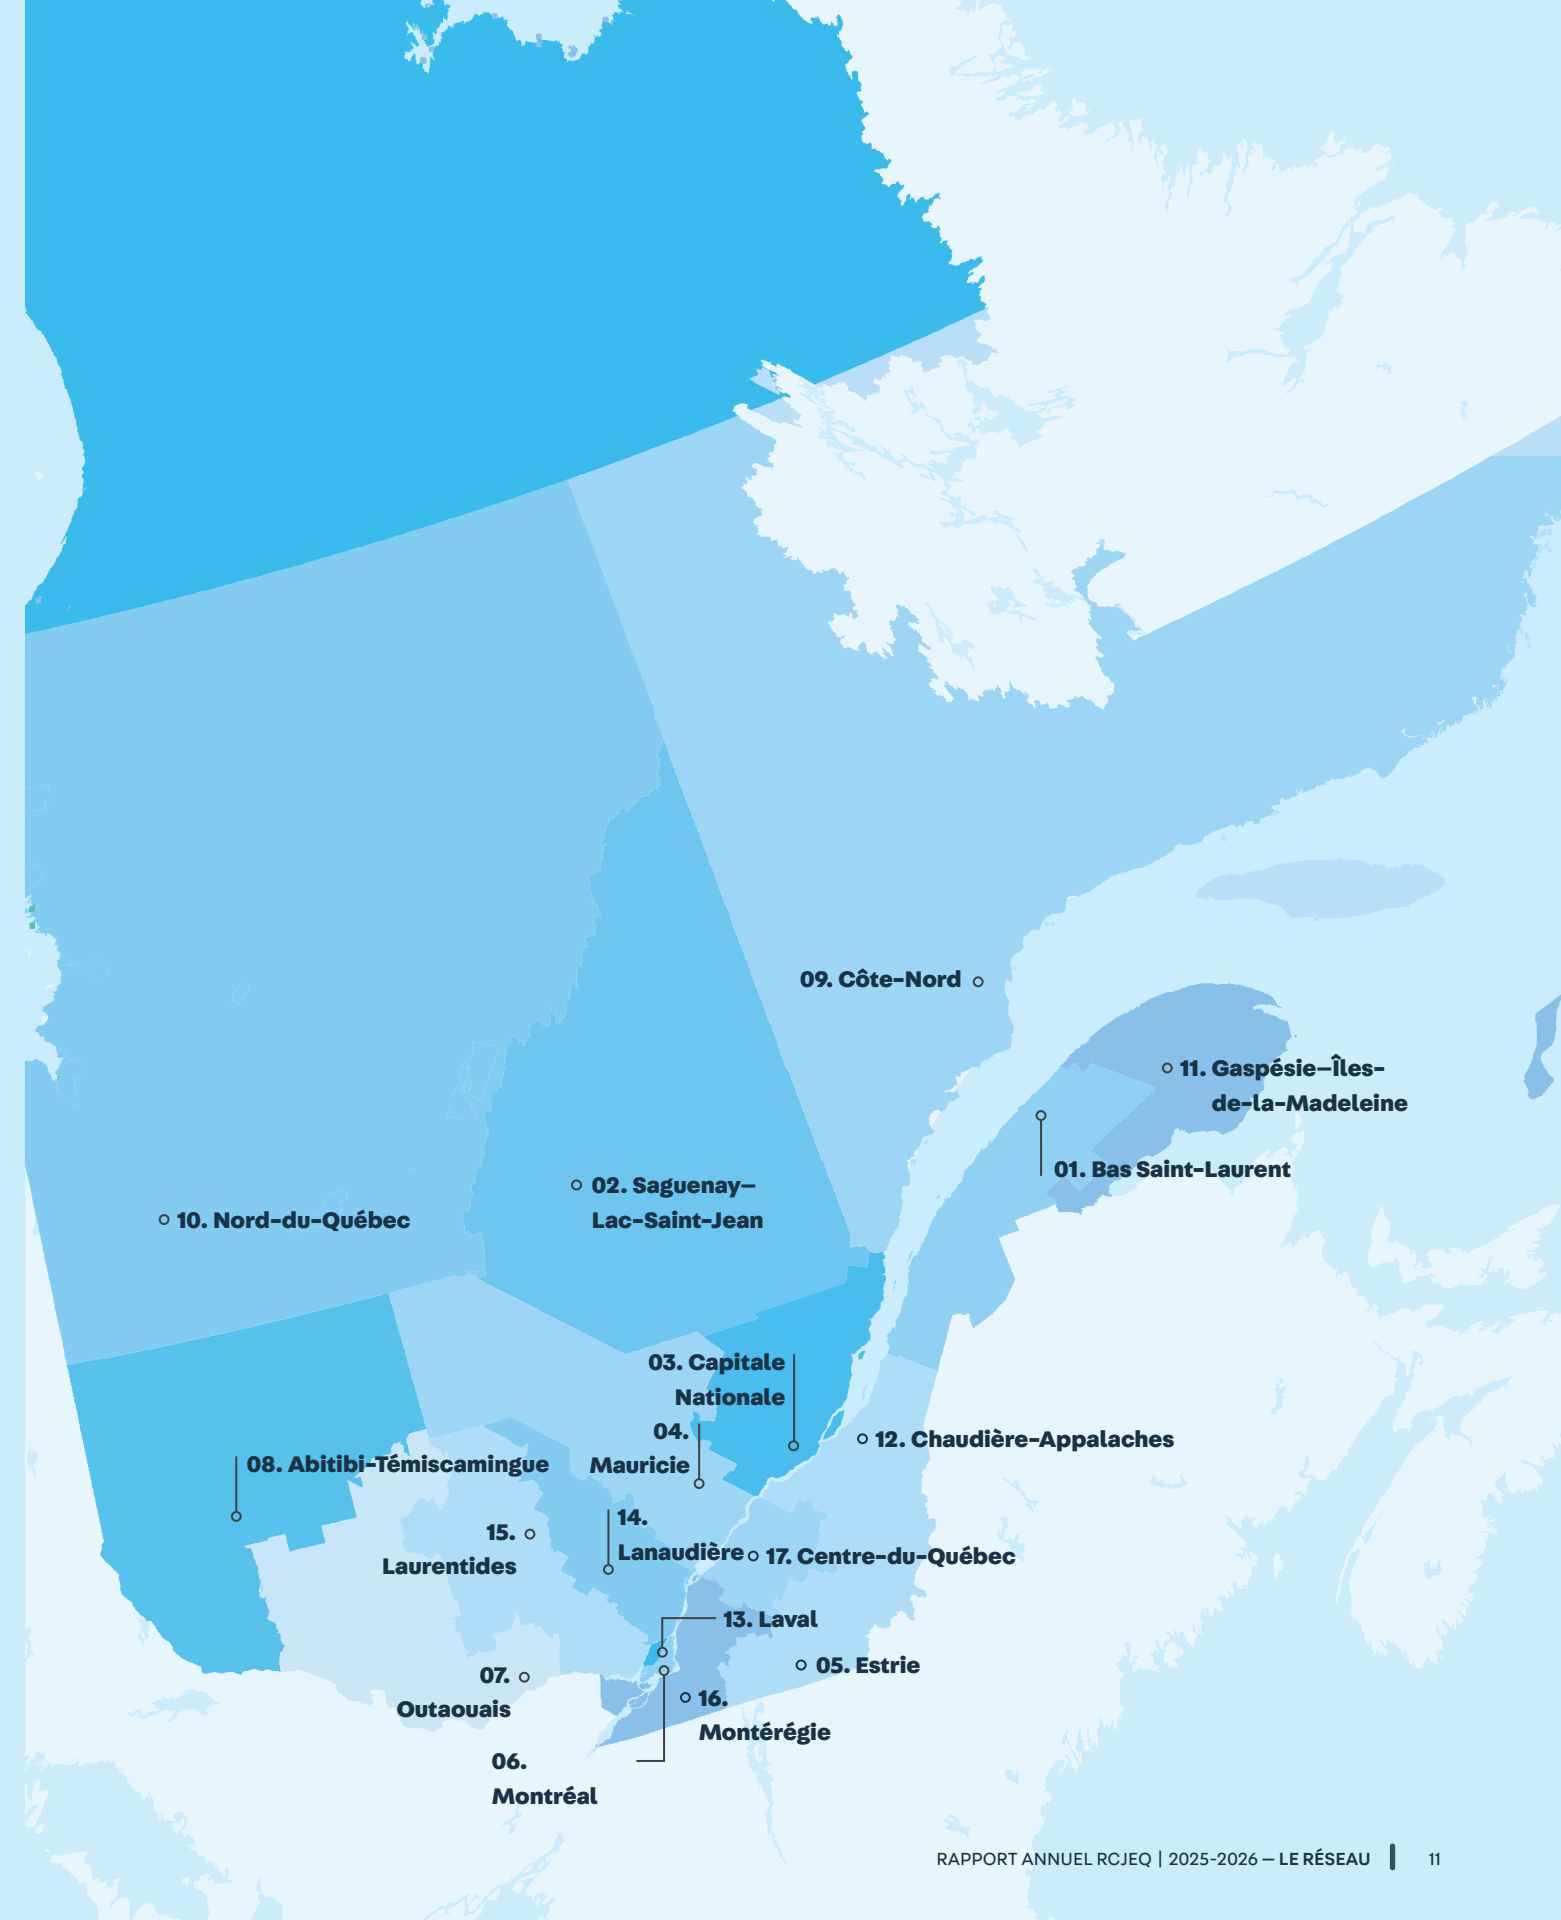 09. Côte-Nord
11. Gaspésie–Îles-
de-la-Madeleine
01. Bas Saint-Laurent
02. Saguenay–
Lac-Saint-Jean
10. Nord-du-Québec
03. Capitale
Nationale
04.
Mauricie
12. Chaudière-Appalaches
08. Abitibi-Témiscamingue
14.
Lanaudière
15.
Laurentides
17. Centre-du-Québec
13. Laval
05. Estrie
07.
Outaouais
16.
Montérégie
06.
Montréal
RAPPORT ANNUEL RCJEQ | 2025-2026 — LE RÉSEAU 11